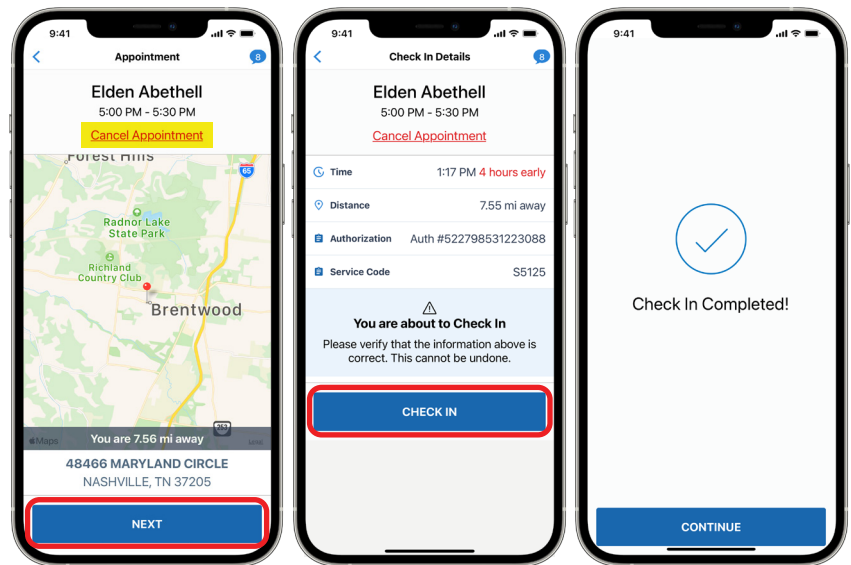 9:41
Appointment
8
Elden Abethell
5:00 PM - 5:30 PM
Cancel Appointment
Forest Hills
65
Radnor Lake
State Park
Richland
Country Club
Brentwood
253
Maps
You are 7.56 mi away
48466 MARYLAND CIRCLE
NASHVILLE, TN 37205
NEXT
9:41
Check In Details
8
Elden Abethell
5:00 PM - 5:30 PM
Cancel Appointment
Time 1:17 PM 4 hours early
Distance 7.55 mi away
Authorization Auth #522798531223088
Service Code S5125
You are about to Check In
Please verify that the information above is
correct. This cannot be undone.
CHECK IN
9:41
Check In Completed!
CONTINUE